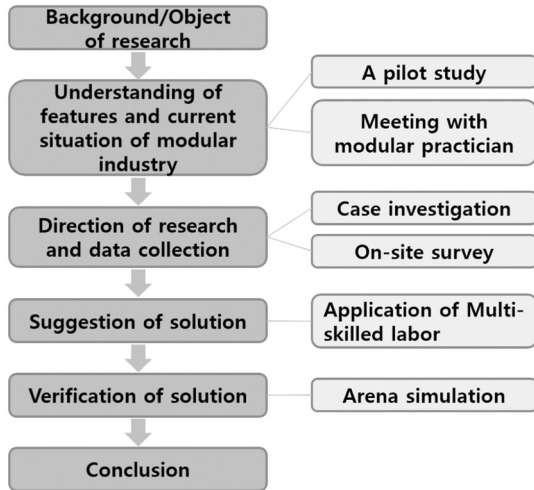 Background/Object
of research
Understanding of
features and current
situation of modular
industry
A pilot study
Meeting with
modular practician
Direction of research
and data collection
Case investigation
On-site survey
Suggestion of solution
Application of Multi-
skilled labor
Verification of solution
Arena simulation
Conclusion